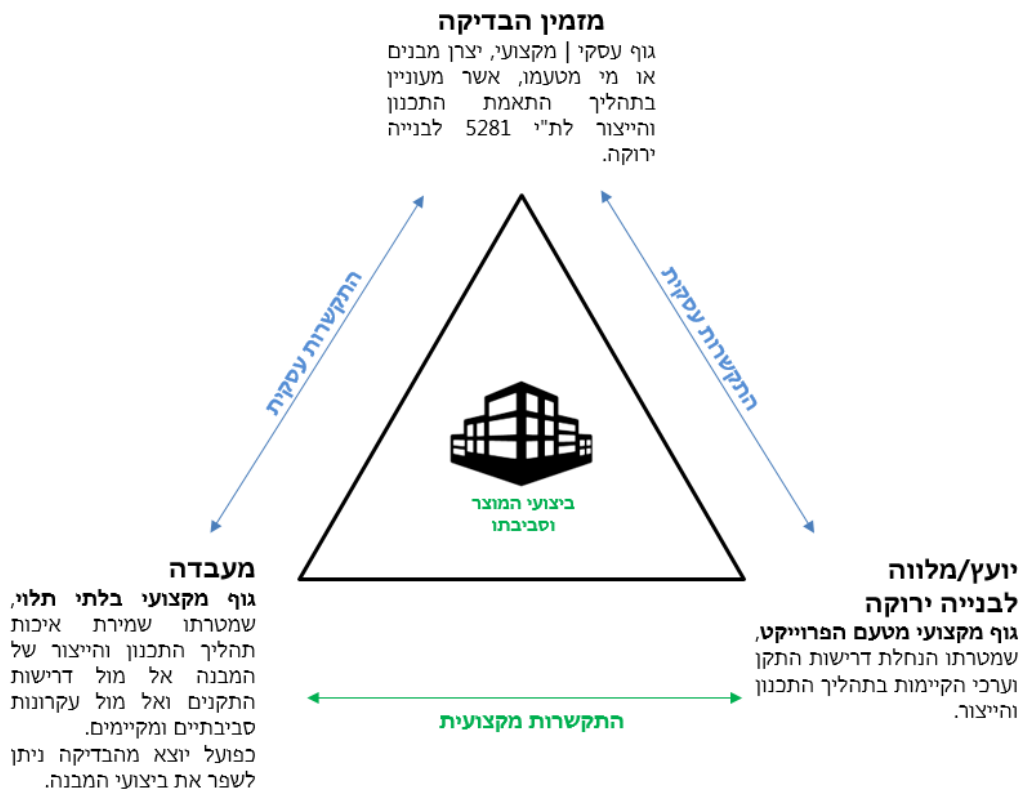 מזמין הבדיקה
גוף עסקי | מקצועי, יצרן מבנים
או מי מטעמו, אשר מעוניין
בתהליך התאמת התכנון
והייצור לת"י 5281 לבנייה
ירוקה.
התקשרות עסקית
התקשרות עסקית
ביצועי המוצר
וסביבתו
יועץ/מלווה
לבנייה ירוקה
גוף מקצועי מטעם הפרוייקט,
שמטרתו הנחלת דרישות התקן
וערכי הקיימות בתהליך התכנון
והייצור.
מעבדה
גוף מקצועי בלתי תלוי,
שמטרתו שמירת איכות
תהליך התכנון והייצור של
המבנה אל מול דרישות
התקנים ואל מול עקרונות
סביבתיים ומקיימים.
כפועל יוצא מהבדיקה ניתן
לשפר את ביצועי המבנה.
התקשרות מקצועית